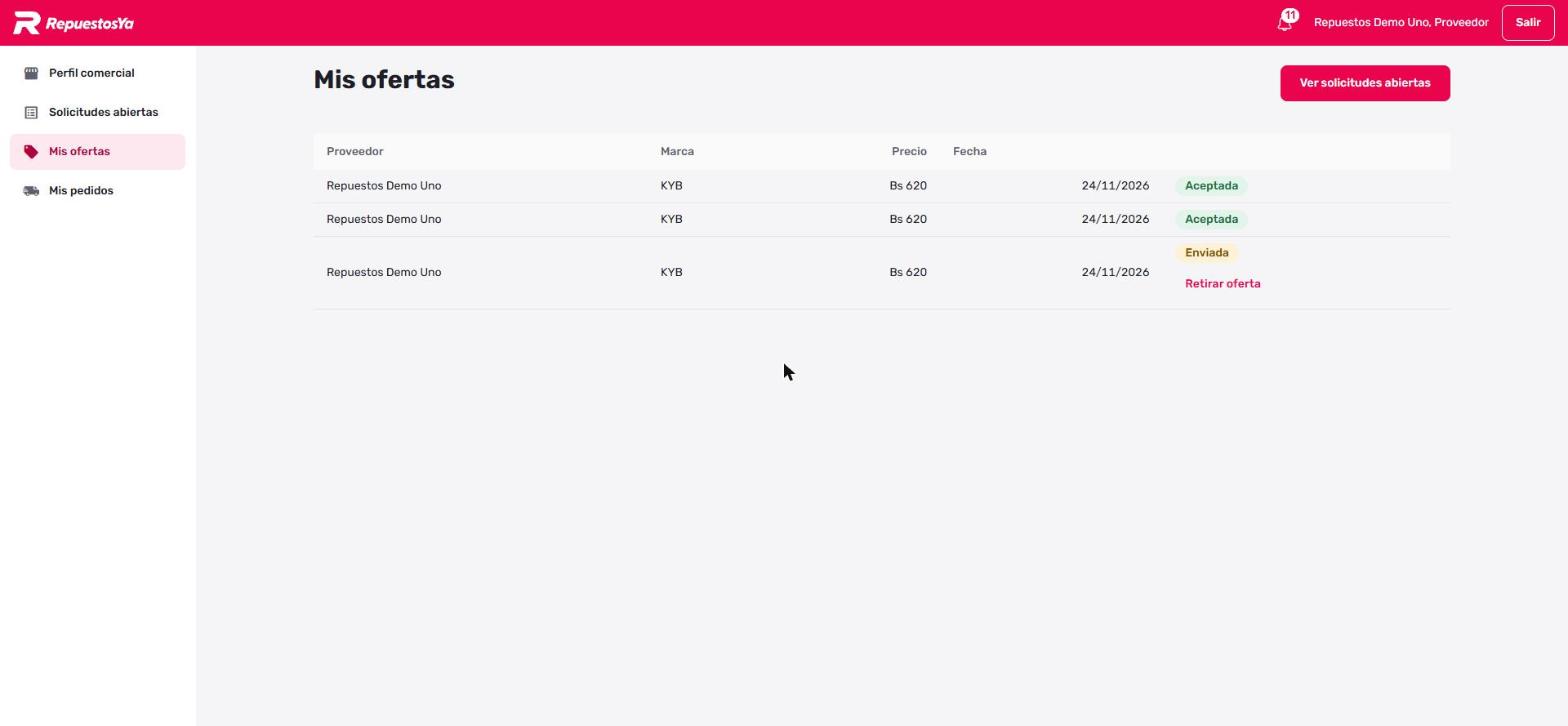 RepuestosYa
11
Repuestos Demo Uno, Proveedor
Salir
Perfil comercial
Solicitudes abiertas
Mis ofertas
Mis pedidos
Mis ofertas
Ver solicitudes abiertas
Proveedor Marca Precio Fecha
Repuestos Demo Uno KYB Bs 620 24/11/2026 Aceptada
Repuestos Demo Uno KYB Bs 620 24/11/2026 Aceptada
Repuestos Demo Uno KYB Bs 620 24/11/2026 Enviada
Retirar oferta